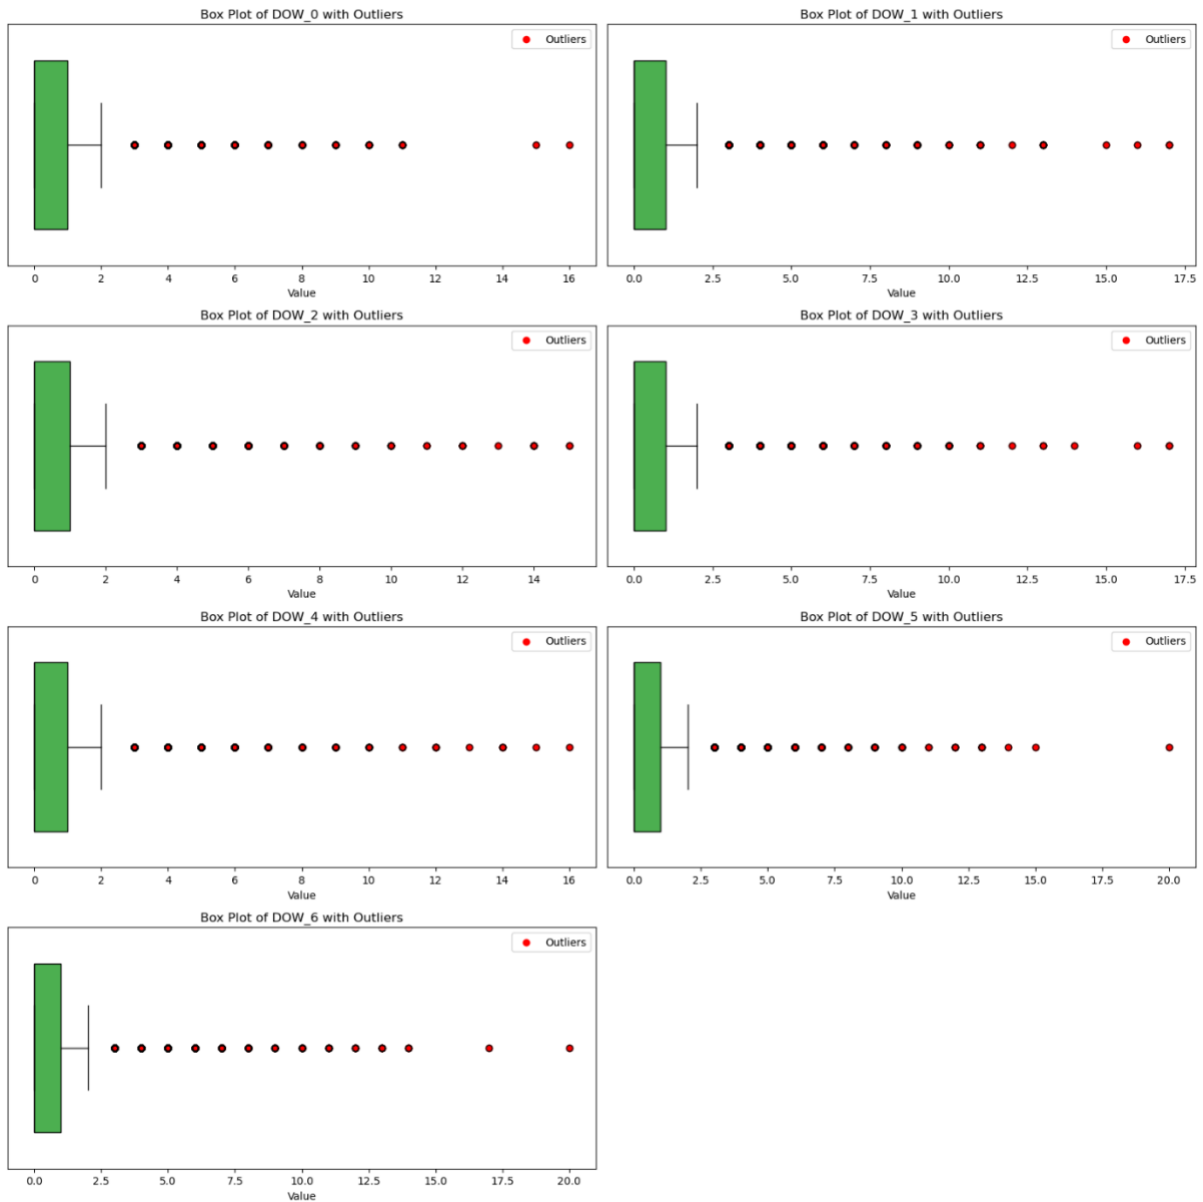 Box Plot of DOW_0 with Outliers
Outliers
0 2 4 6 8 10 12 14 16
Value
Box Plot of DOW_1 with Outliers
Outliers
0.0 2.5 5.0 7.5 10.0 12.5 15.0 17.5
Value
Box Plot of DOW_2 with Outliers
Outliers
0 2 4 6 8 10 12 14
Value
Box Plot of DOW_3 with Outliers
Outliers
0.0 2.5 5.0 7.5 10.0 12.5 15.0 17.5
Value
Box Plot of DOW_4 with Outliers
Outliers
0 2 4 6 8 10 12 14 16
Value
Box Plot of DOW_5 with Outliers
Outliers
0.0 2.5 5.0 7.5 10.0 12.5 15.0 17.5 20.0
Value
Box Plot of DOW_6 with Outliers
Outliers
0.0 2.5 5.0 7.5 10.0 12.5 15.0 17.5 20.0
Value